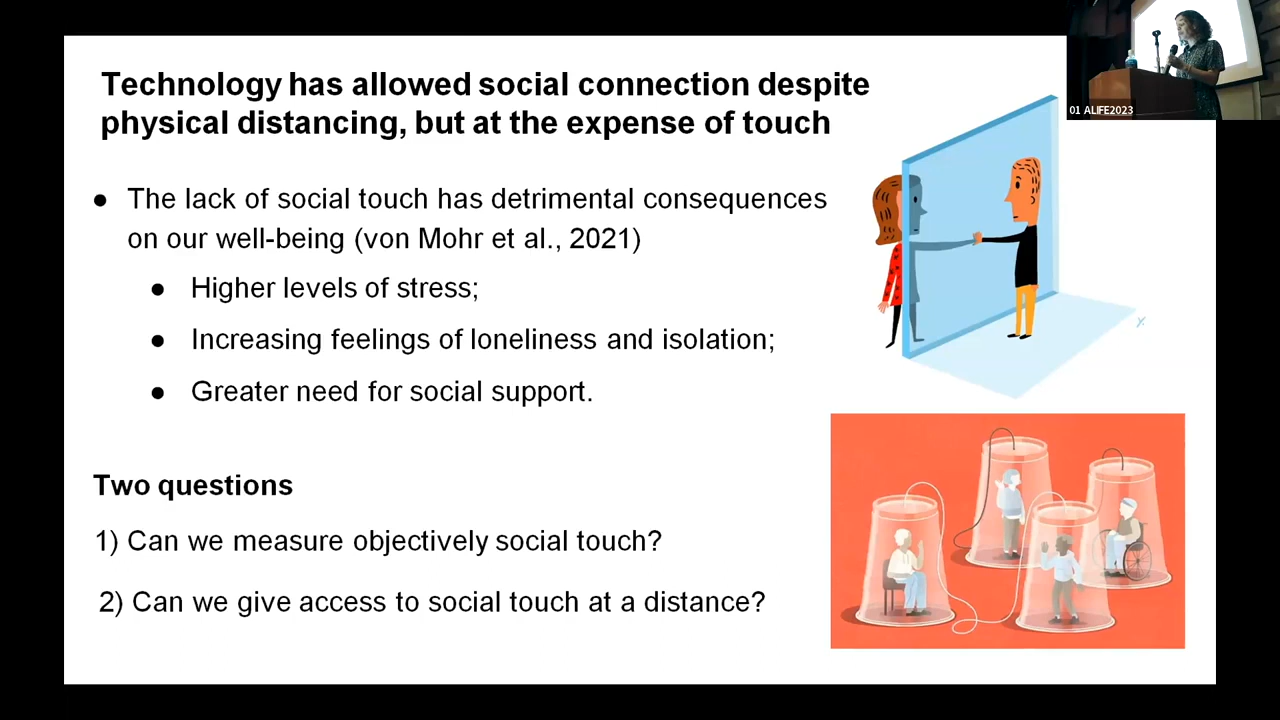 Technology has allowed social connection despite
physical distancing, but at the expense of touch
01 ALIFE2023
● The lack of social touch has detrimental consequences
on our well-being (von Mohr et al., 2021)
● Higher levels of stress;
● Increasing feelings of loneliness and isolation;
● Greater need for social support.
Two questions
1) Can we measure objectively social touch?
2) Can we give access to social touch at a distance?